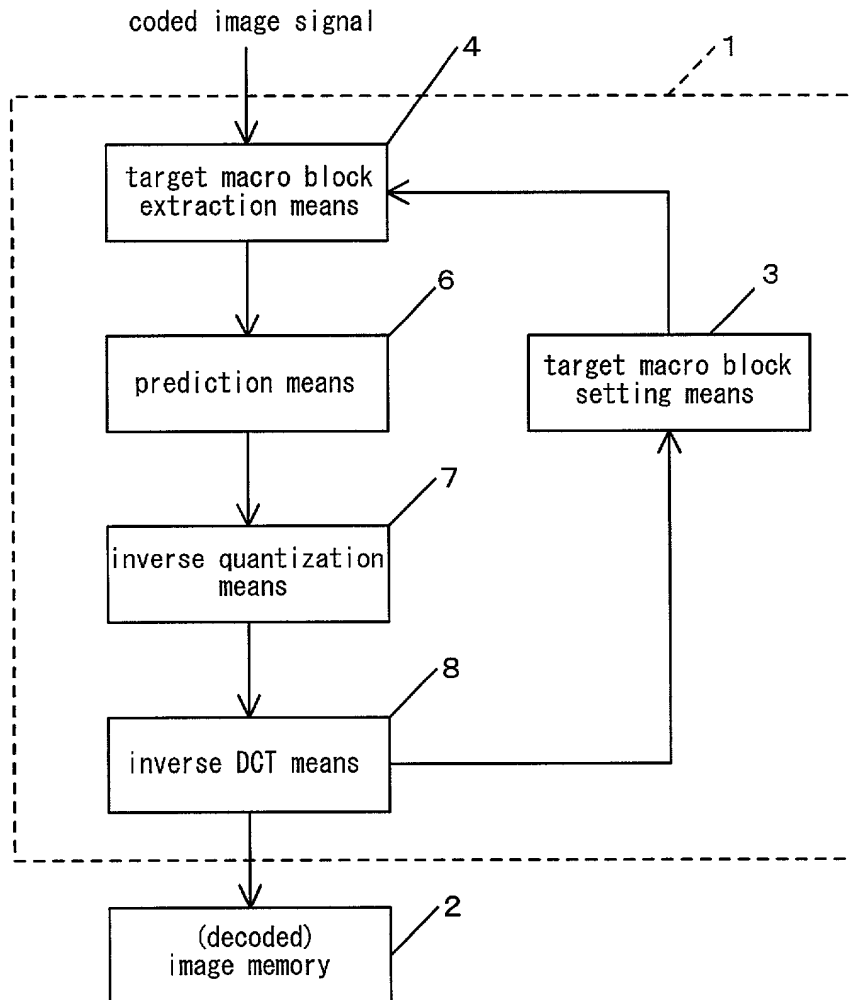 coded image signal
4
1
target macro block
extraction means
6
3
prediction means
target macro block
setting means
7
inverse quantization
means
8
inverse DCT means
2
(decoded)
image memory